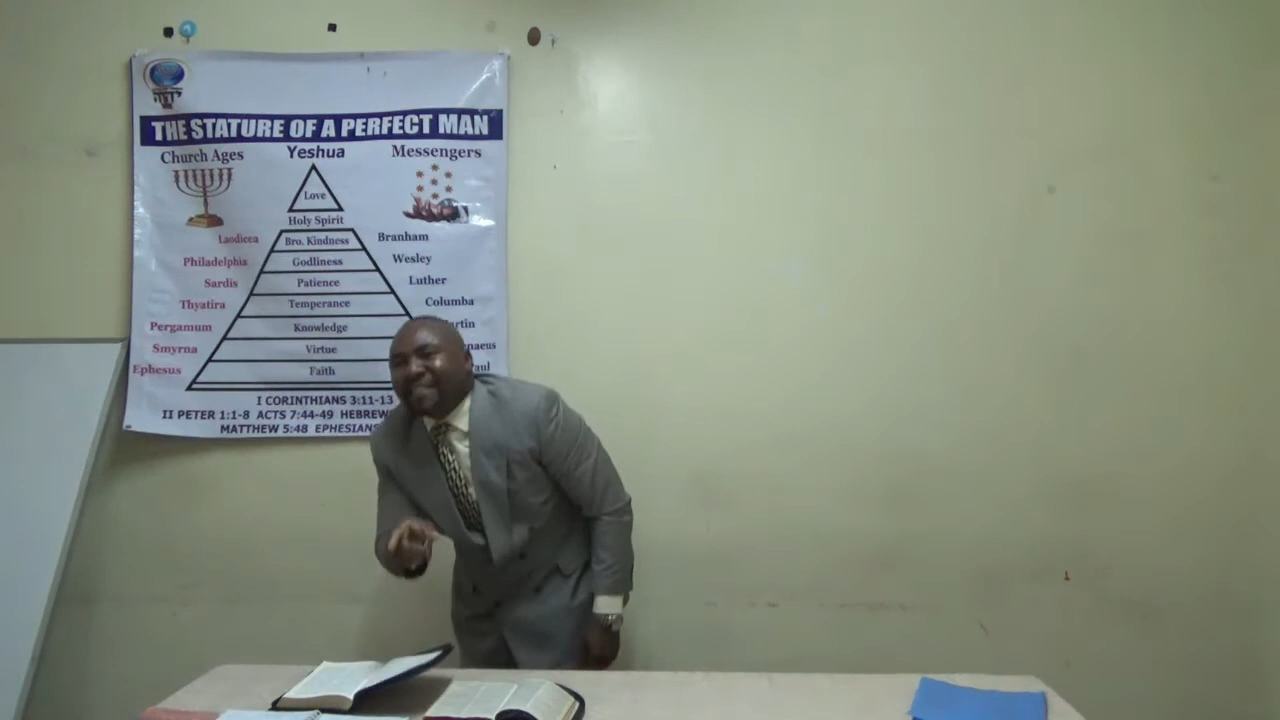 THE STATURE OF A PERFECT MAN
Church Ages Yeshua Messengers
Love
Holy Spirit
Laodicea Bro. Kindness Branham
Philadelphia Godliness Wesley
Sardis Patience Luther
Thyatira Temperance Columba
Pergamum Knowledge
Smyrna Virtue
Ephesus Faith
I CORINTHIANS 3:11-13
II PETER 1:1-8 ACTS 7:44-49
MATTHEW 5:48